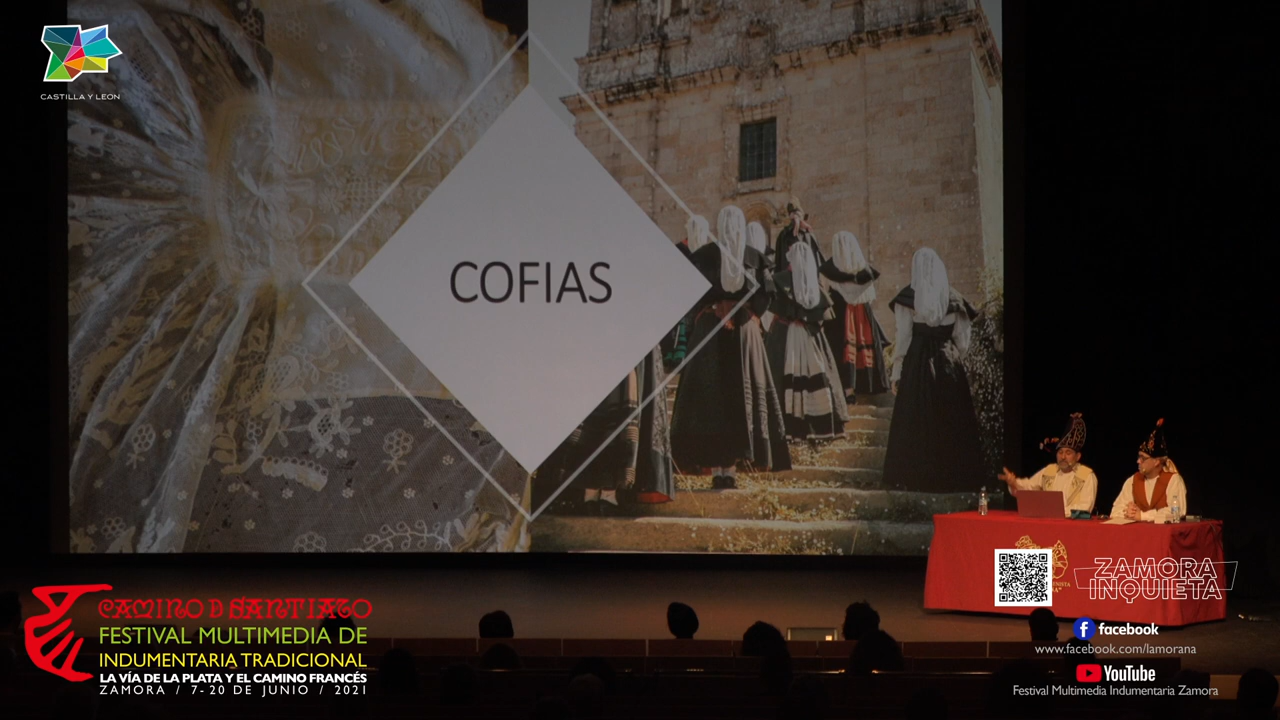 CASTILLA Y LEON
COFIAS
CAMINO D SANTIAGO
FESTIVAL MULTIMEDIA DE
INDUMENTARIA TRADICIONAL
LA VÍA DE LA PLATA Y EL CAMINO FRANCÉS
ZAMORA / 7-20 DE JUNIO / 2021
ZAMORA
INQUIETA
facebook
www.facebook.com/lamorana
YouTube
Festival Multimedia Indumentaria Zamora